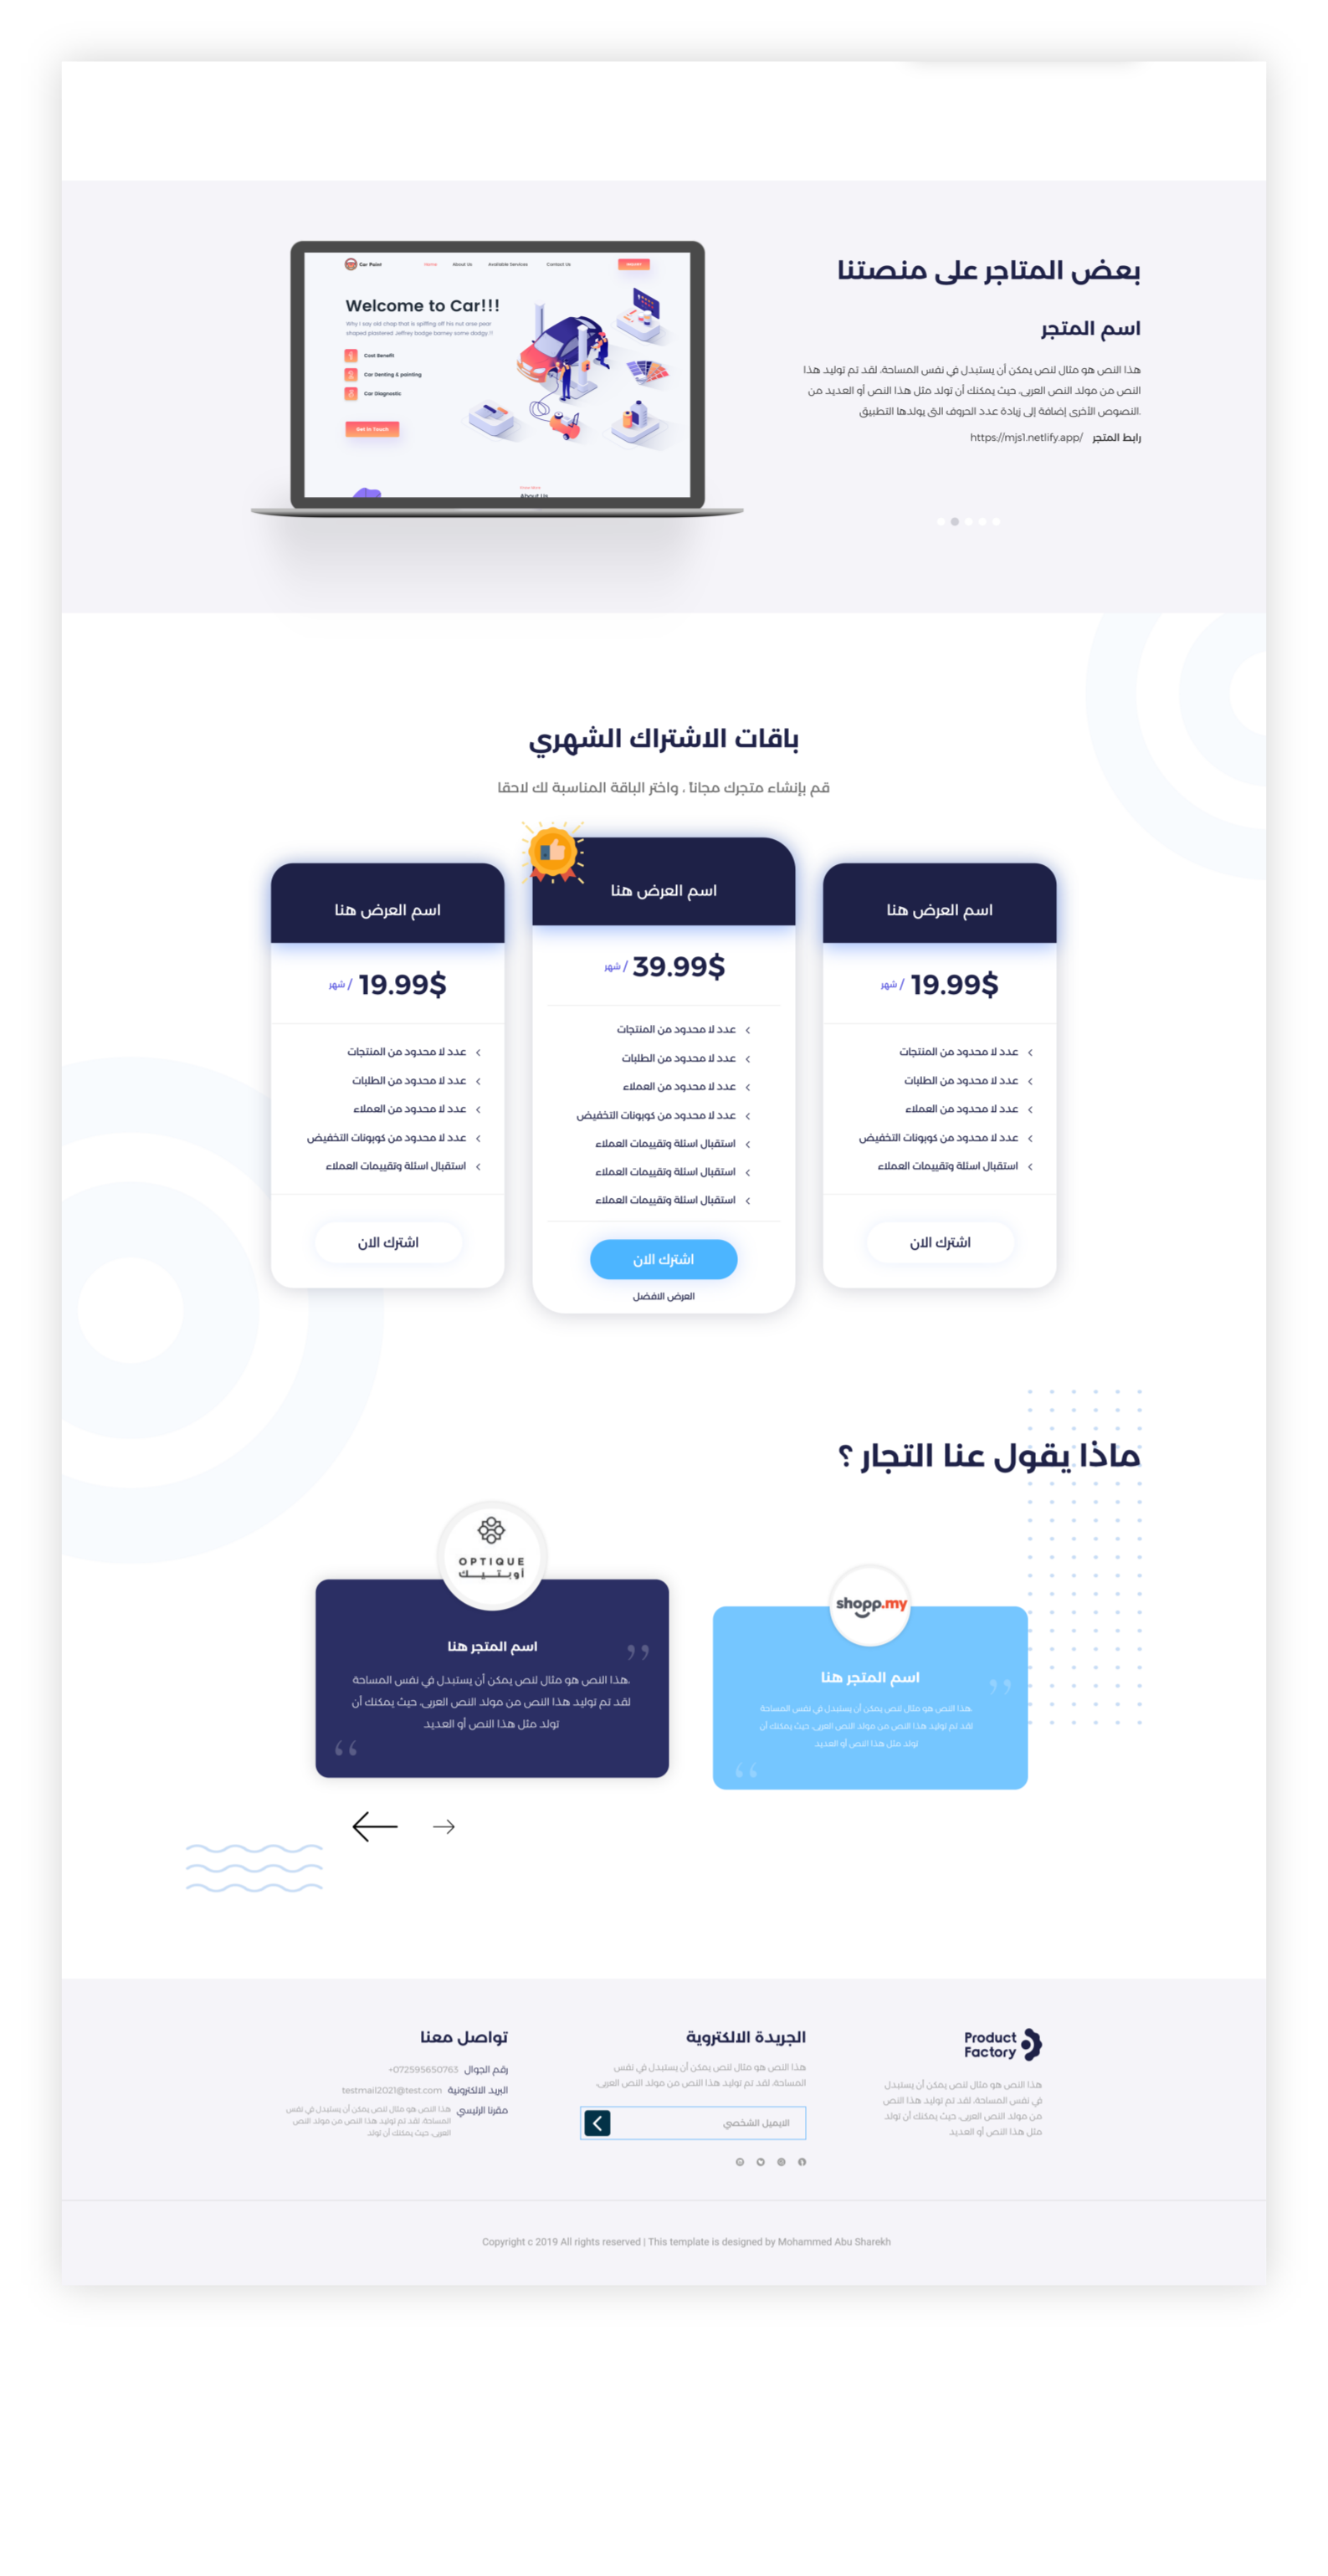 بعض المتاجر على منصتنا
اسم المتجر
هذا النص هو مثال لنص يمكن أن يستبدل في نفس المساحة، لقد تم توليد هذا
النص من مولد النص العربى، حيث يمكنك أن تولد مثل هذا النص أو العديد من
النصوص الأخرى إضافة إلى زيادة عدد الحروف التى يولدها التطبيق.
رابط المتجر https://mjs1.netlify.app/
Car Paint
Home
About Us
Available Services
Contact Us
Welcome to Car!!!
Why I say old chap that is spiffing off his nut arse pear
shaped plastered Jeffrey bodge barney some dodgy.!!
Cost Benefit
Car Denting & painting
Car Diagnostic
Get in Touch
Know More
About Us
باقات الاشتراك الشهري
قم بإنشاء متجرك مجاناً ، واختر الباقة المناسبة لك لاحقا
اسم العرض هنا
19.99$ / شهر
عدد لا محدود من المنتجات
عدد لا محدود من الطلبات
عدد لا محدود من العملاء
عدد لا محدود من كوبونات التخفيض
استقبال اسئلة وتقييمات العملاء
اشترك الان
اسم العرض هنا
39.99$ / شهر
عدد لا محدود من المنتجات
عدد لا محدود من الطلبات
عدد لا محدود من العملاء
عدد لا محدود من كوبونات التخفيض
استقبال اسئلة وتقييمات العملاء
استقبال اسئلة وتقييمات العملاء
استقبال اسئلة وتقييمات العملاء
اشترك الان
العرض الافضل
اسم العرض هنا
19.99$ / شهر
عدد لا محدود من المنتجات
عدد لا محدود من الطلبات
عدد لا محدود من العملاء
عدد لا محدود من كوبونات التخفيض
استقبال اسئلة وتقييمات العملاء
اشترك الان
ماذا يقول عنا التجار ؟
shopp.my
اسم المتجر هنا
هذا النص هو مثال لنص يمكن أن يستبدل في نفس المساحة.
لقد تم توليد هذا النص من مولد النص العربى، حيث يمكنك أن
تولد مثل هذا النص أو العديد
OPTIQUE
أوبـتـيـك
اسم المتجر هنا
هذا النص هو مثال لنص يمكن أن يستبدل في نفس المساحة.
لقد تم توليد هذا النص من مولد النص العربى، حيث يمكنك أن
تولد مثل هذا النص أو العديد
Product
Factory
هذا النص هو مثال لنص يمكن أن يستبدل
في نفس المساحة، لقد تم توليد هذا النص
من مولد النص العربى، حيث يمكنك أن تولد
مثل هذا النص أو العديد
الجريدة الالكتروية
هذا النص هو مثال لنص يمكن أن يستبدل في نفس
المساحة، لقد تم توليد هذا النص من مولد النص العربى،
الايميل الشخصي
تواصل معنا
رقم الجوال 072595650763+
البريد الالكترونية testmail2021@test.com
مقرنا الرئيسي هذا النص هو مثال لنص يمكن أن يستبدل في نفس
المساحة، لقد تم توليد هذا النص من مولد النص
العربى، حيث يمكنك أن تولد
Copyright c 2019 All rights reserved | This template is designed by Mohammed Abu Sharekh